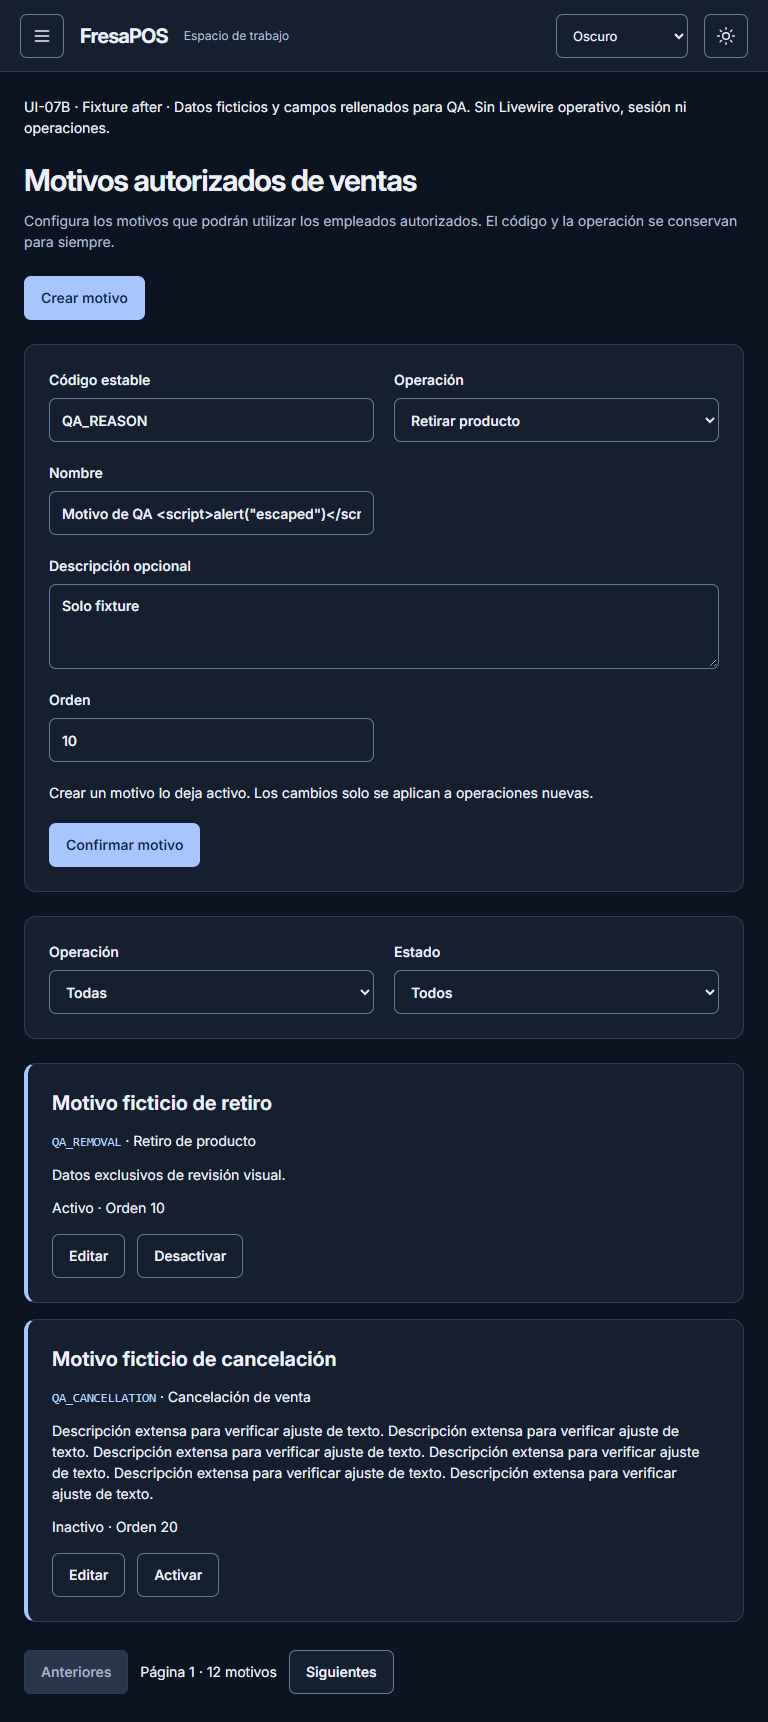 FresaPOS
Espacio de trabajo
Oscuro
UI-07B · Fixture after · Datos ficticios y campos rellenados para QA. Sin Livewire operativo, sesión ni
operaciones.
Motivos autorizados de ventas
Configura los motivos que podrán utilizar los empleados autorizados. El código y la operación se conservan
para siempre.
Crear motivo
Código estable
Operación
QA_REASON
Retirar producto
Nombre
Motivo de QA <script>alert("escaped")</scr
Descripción opcional
Solo fixture
Orden
10
Crear un motivo lo deja activo. Los cambios solo se aplican a operaciones nuevas.
Confirmar motivo
Operación
Estado
Todas
Todos
Motivo ficticio de retiro
QA_REMOVAL · Retiro de producto
Datos exclusivos de revisión visual.
Activo · Orden 10
Editar
Desactivar
Motivo ficticio de cancelación
QA_CANCELLATION · Cancelación de venta
Descripción extensa para verificar ajuste de texto. Descripción extensa para verificar ajuste de
texto. Descripción extensa para verificar ajuste de texto. Descripción extensa para verificar ajuste
de texto. Descripción extensa para verificar ajuste de texto. Descripción extensa para verificar
ajuste de texto.
Inactivo · Orden 20
Editar
Activar
Anteriores
Página 1 · 12 motivos
Siguientes